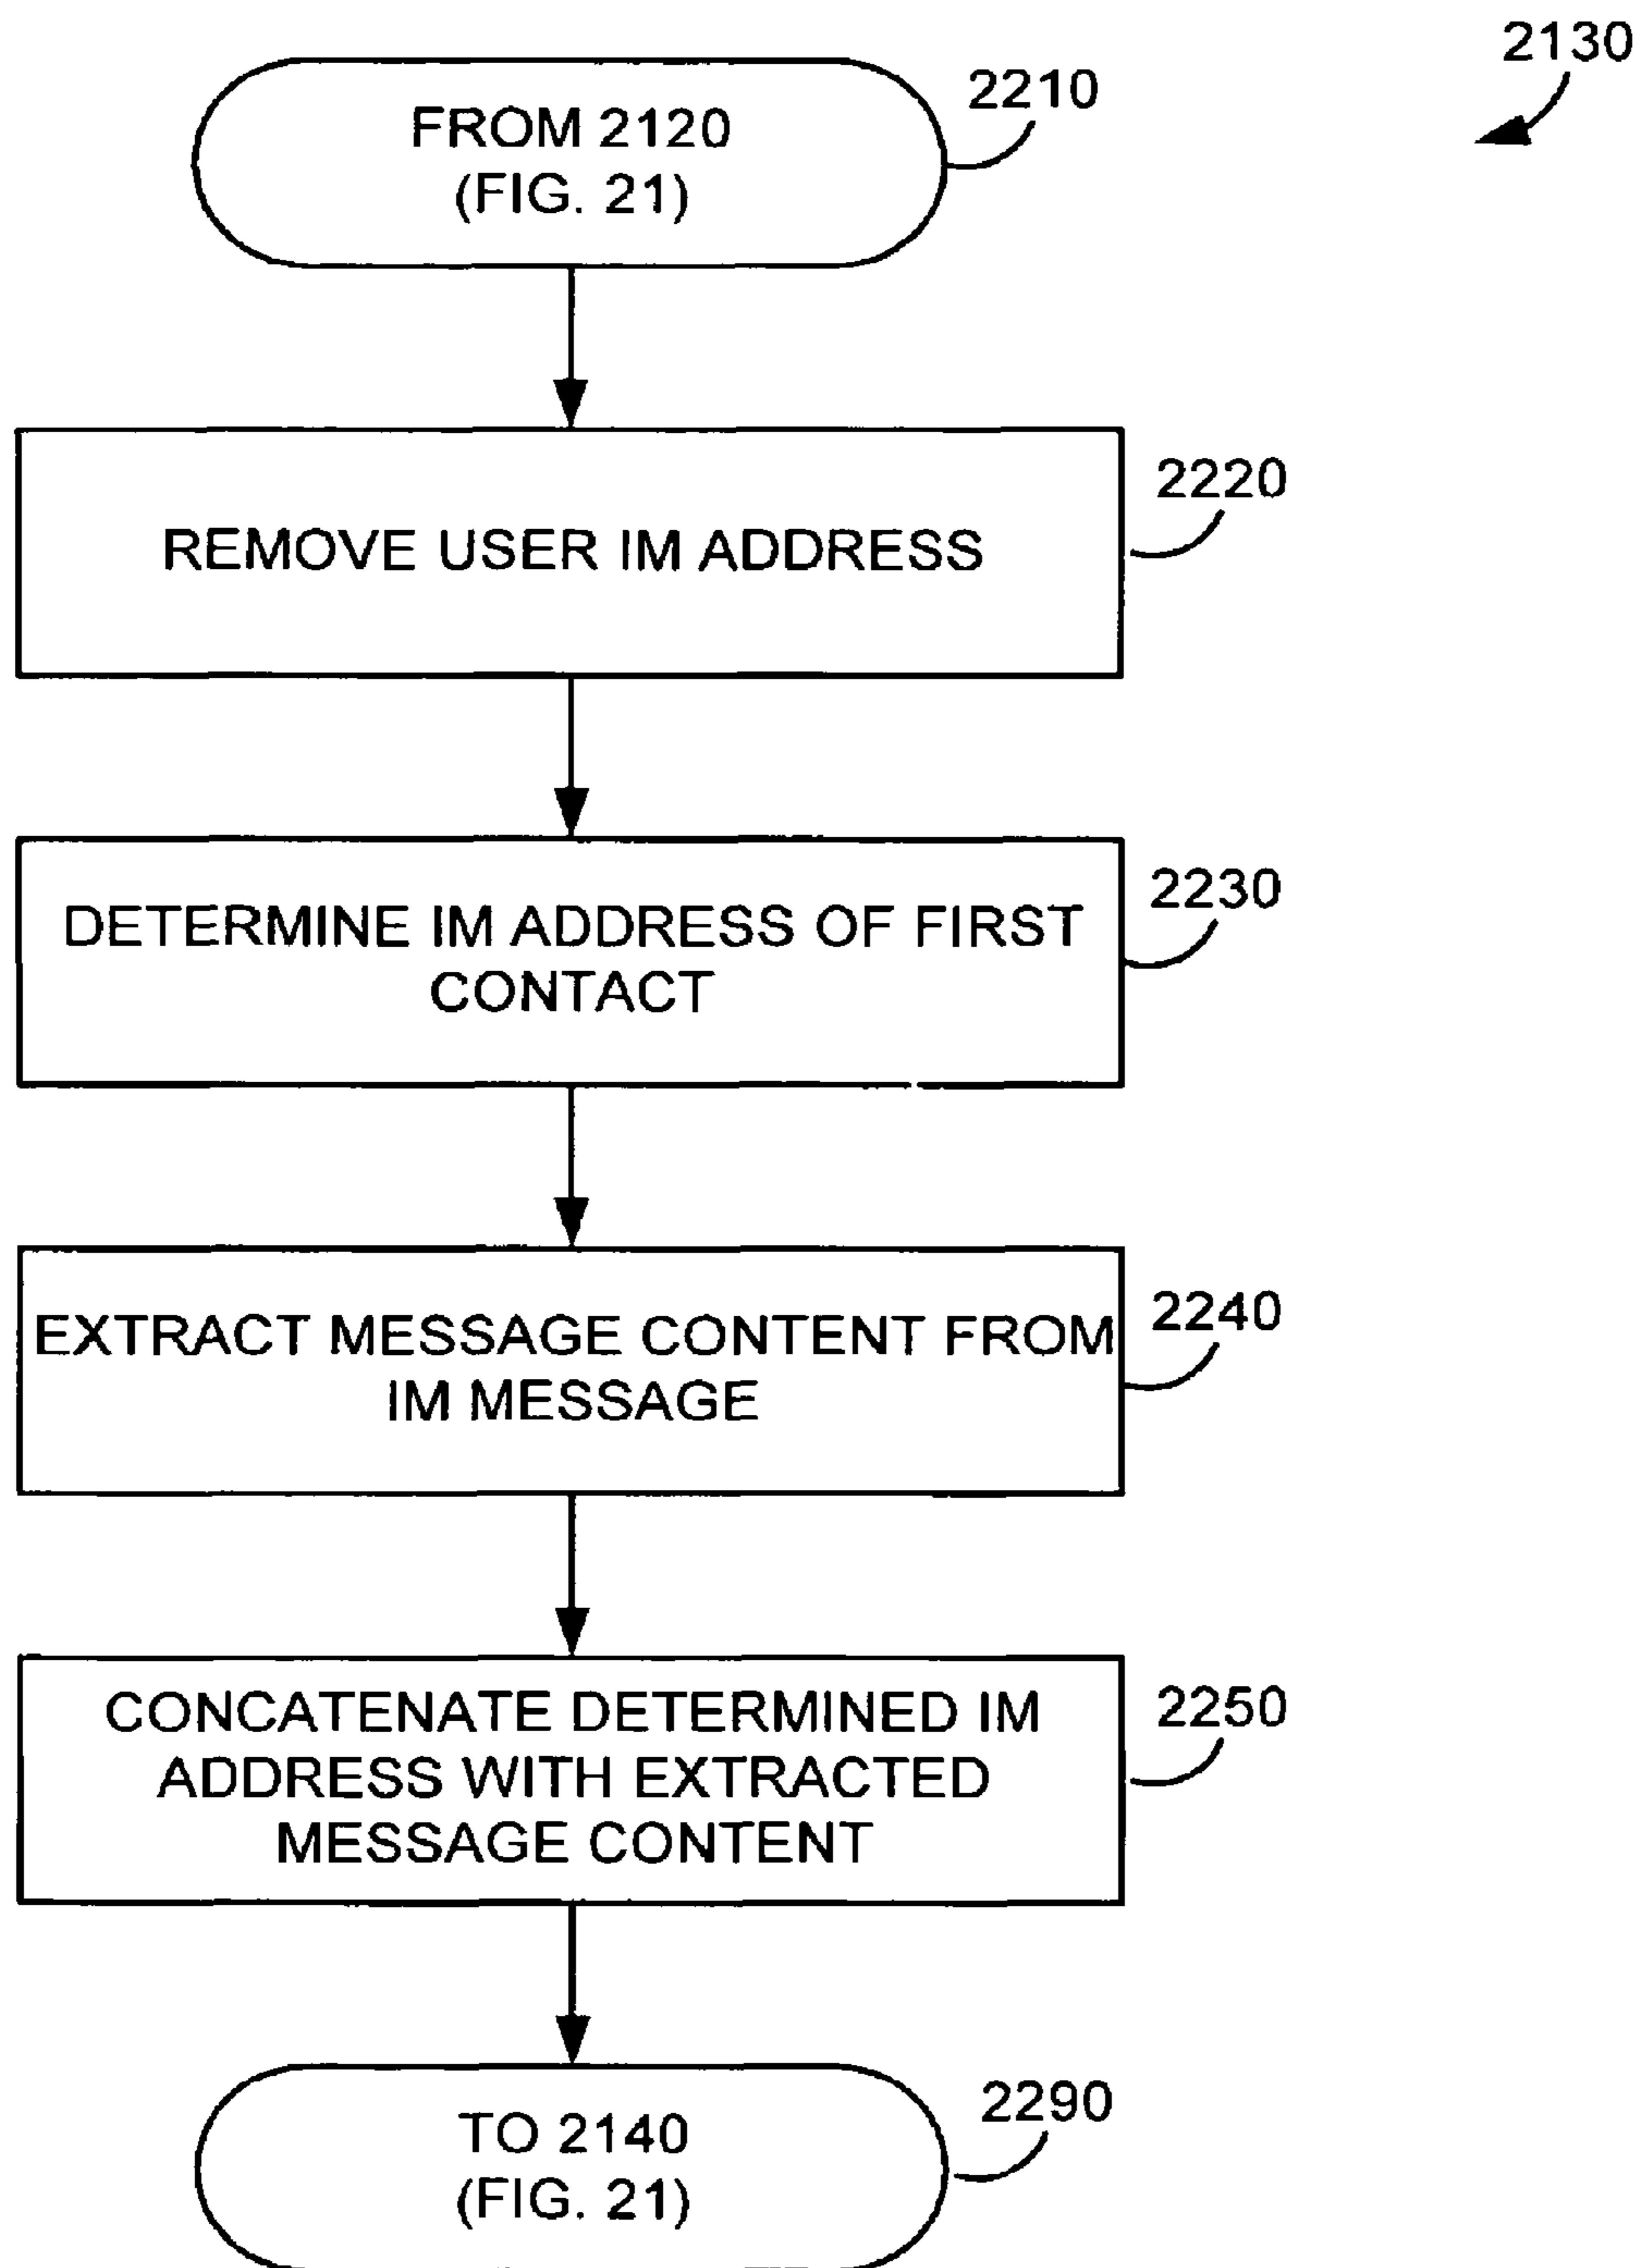 2130
FROM 2120
(FIG. 21)
2210
REMOVE USER IM ADDRESS
2220
DETERMINE IM ADDRESS OF FIRST
CONTACT
2230
EXTRACT MESSAGE CONTENT FROM
IM MESSAGE
2240
CONCATENATE DETERMINED IM
ADDRESS WITH EXTRACTED
MESSAGE CONTENT
2250
TO 2140
(FIG. 21)
2290